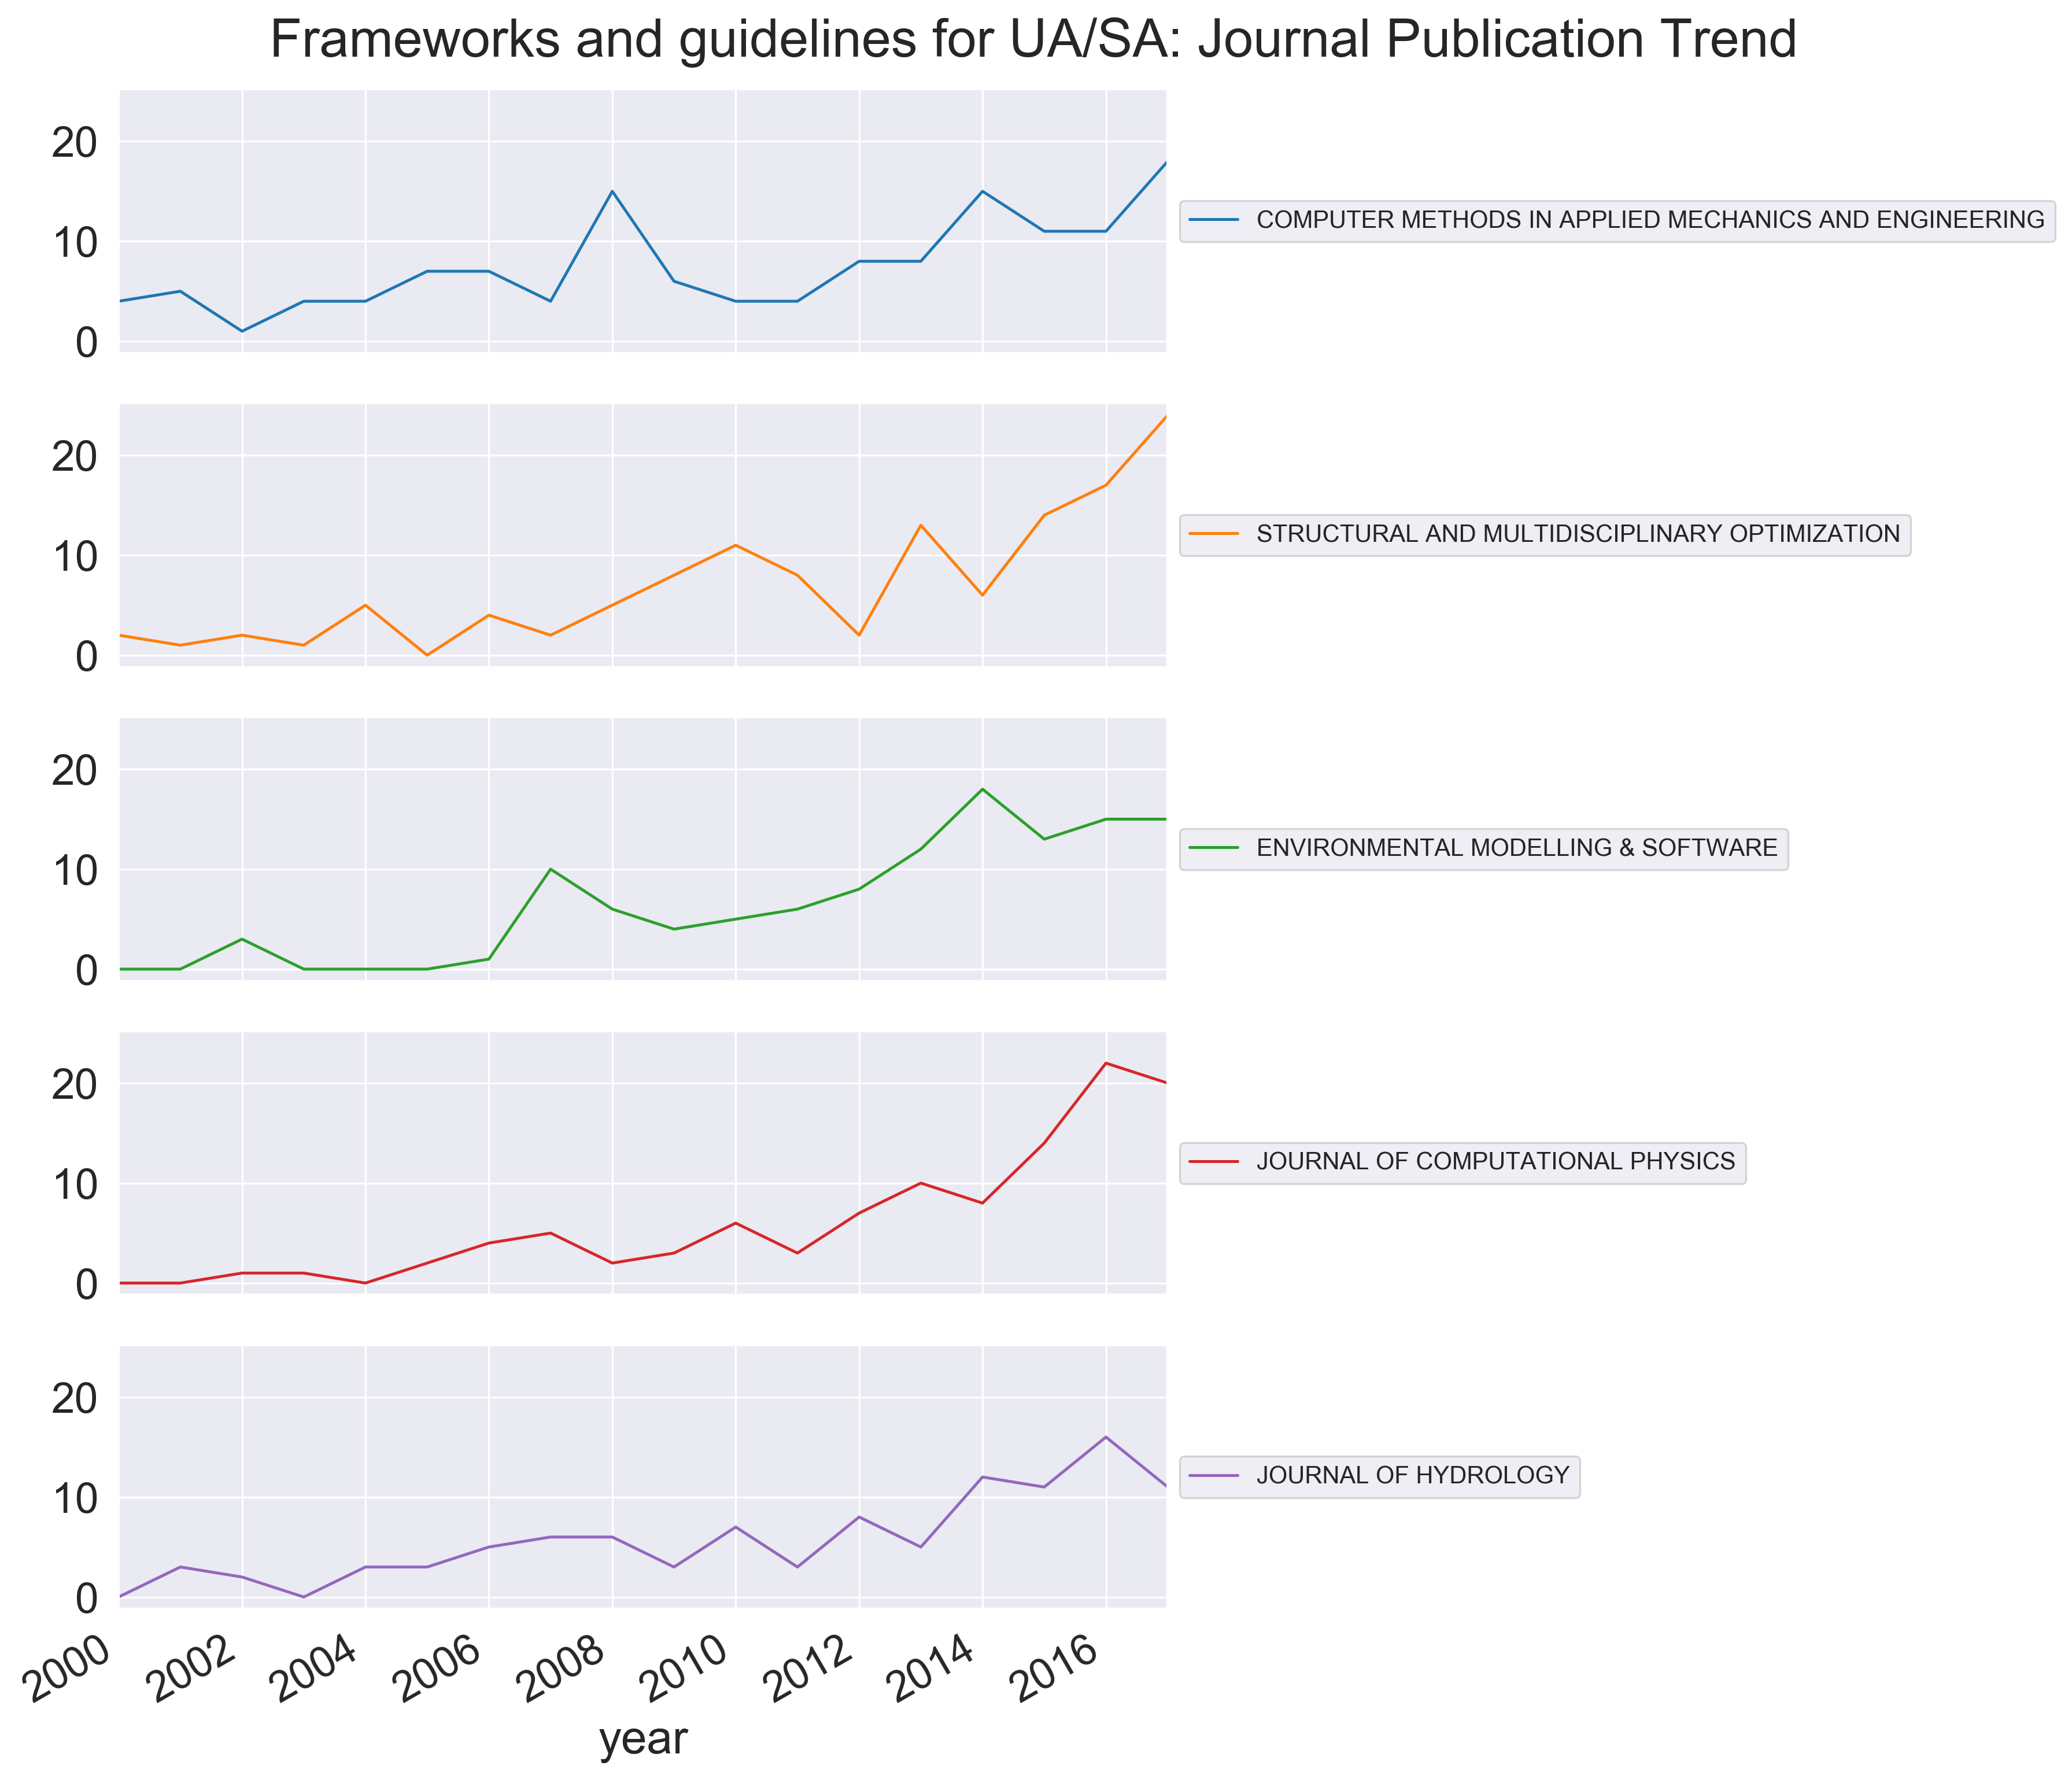 Frameworks and guidelines for UA/SA: Journal Publication Trend
20
10
0
COMPUTER METHODS IN APPLIED MECHANICS AND ENGINEERING
20
10
0
STRUCTURAL AND MULTIDISCIPLINARY OPTIMIZATION
20
10
0
ENVIRONMENTAL MODELLING & SOFTWARE
20
10
0
JOURNAL OF COMPUTATIONAL PHYSICS
20
10
0
JOURNAL OF HYDROLOGY
2000 2002 2004 2006 2008 2010 2012 2014 2016
year